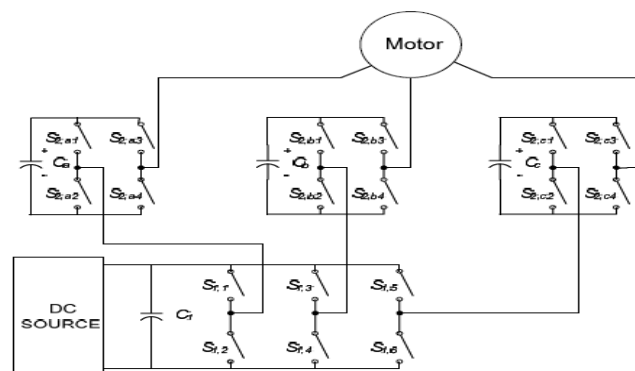 Motor
S2,a1 S2,a3
Ca
S2,a2 S2,a4
S2,b1 S2,b3
Cb
S2,b2 S2,b4
S2,c1 S2,c3
Cc
S2,c2 S2,c4
DC
SOURCE
C1
S1,1 S1,3 S1,5
S1,2 S1,4 S1,6
+
-
+
-
+
-